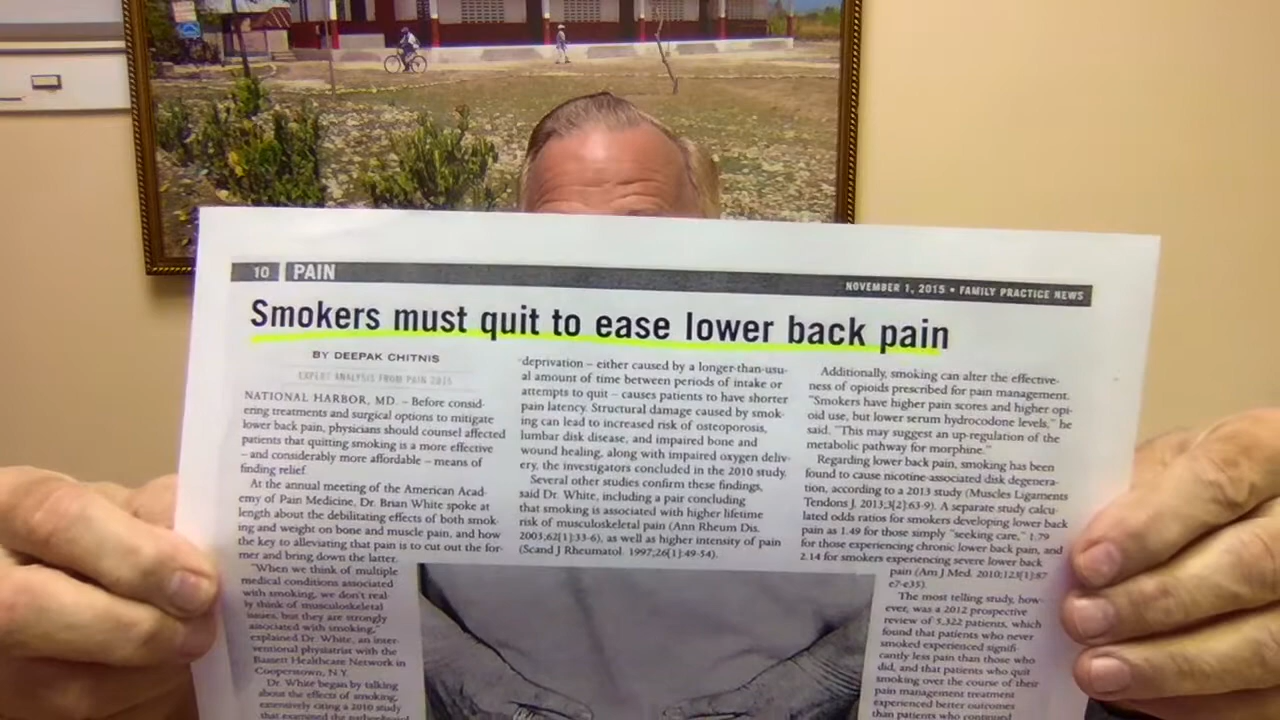 10 PAIN
NOVEMBER 1, 2015 • FAMILY PRACTICE NEWS
Smokers must quit to ease lower back pain
BY DEEPAK CHITNIS
EXPERT ANALYSIS FROM PAIN 2015
NATIONAL HARBOR, MD. – Before consid-
ering treatments and surgical options to mitigate
lower back pain, physicians should counsel affected
patients that quitting smoking is a more effective
– and considerably more affordable – means of
finding relief.
At the annual meeting of the American Acad-
emy of Pain Medicine, Dr. Brian White spoke at
length about the debilitating effects of both smok-
ing and weight on bone and muscle pain, and how
the key to alleviating that pain is to cut out the for-
mer and bring down the latter.
"When we think of multiple
medical conditions associated
with smoking, we don't real-
ly think of musculoskeletal
issues, but they are strongly
associated with smoking,"
explained Dr. White, an inter-
ventional physiatrist with the
Bassett Healthcare Network in
Cooperstown, N.Y.
Dr. White began by talking
about the effects of smoking,
extensively citing a 2010 study
that examined the
deprivation – either caused by a longer-than-usu-
al amount of time between periods of intake or
attempts to quit – causes patients to have shorter
pain latency. Structural damage caused by smok-
ing can lead to increased risk of osteoporosis,
lumbar disk disease, and impaired bone and
wound healing, along with impaired oxygen deliv-
ery, the investigators concluded in the 2010 study.
Several other studies confirm these findings,
said Dr. White, including a pair concluding
that smoking is associated with higher lifetime
risk of musculoskeletal pain (Ann Rheum Dis.
2003;62[1]:33-6), as well as higher intensity of pain
(Scand J Rheumatol. 1997;26[1]:49-54).
Additionally, smoking can alter the effective-
ness of opioids prescribed for pain management.
"Smokers have higher pain scores and higher opi-
oid use, but lower serum hydrocodone levels," he
said. "This may suggest an up-regulation of the
metabolic pathway for morphine."
Regarding lower back pain, smoking has been
found to cause nicotine-associated disk degenera-
tion, according to a 2013 study (Muscles Ligaments
Tendons J. 2013;3[2]:63-9). A separate study calcu-
lated odds ratios for smokers developing lower back
pain as 1.49 for those simply "seeking care," 1.79
for those experiencing chronic lower back pain, and
2.14 for smokers experiencing severe lower back
pain (Am J Med. 2010;123[1]:87
e7-e35).
The most telling study, how-
ever, was a 2012 prospective
review of 5,322 patients, which
found that patients who never
smoked experienced signifi-
cantly less pain than those who
did, and that patients who quit
smoking over the course of their
pain management treatment
experienced better outcomes
than patients who continued